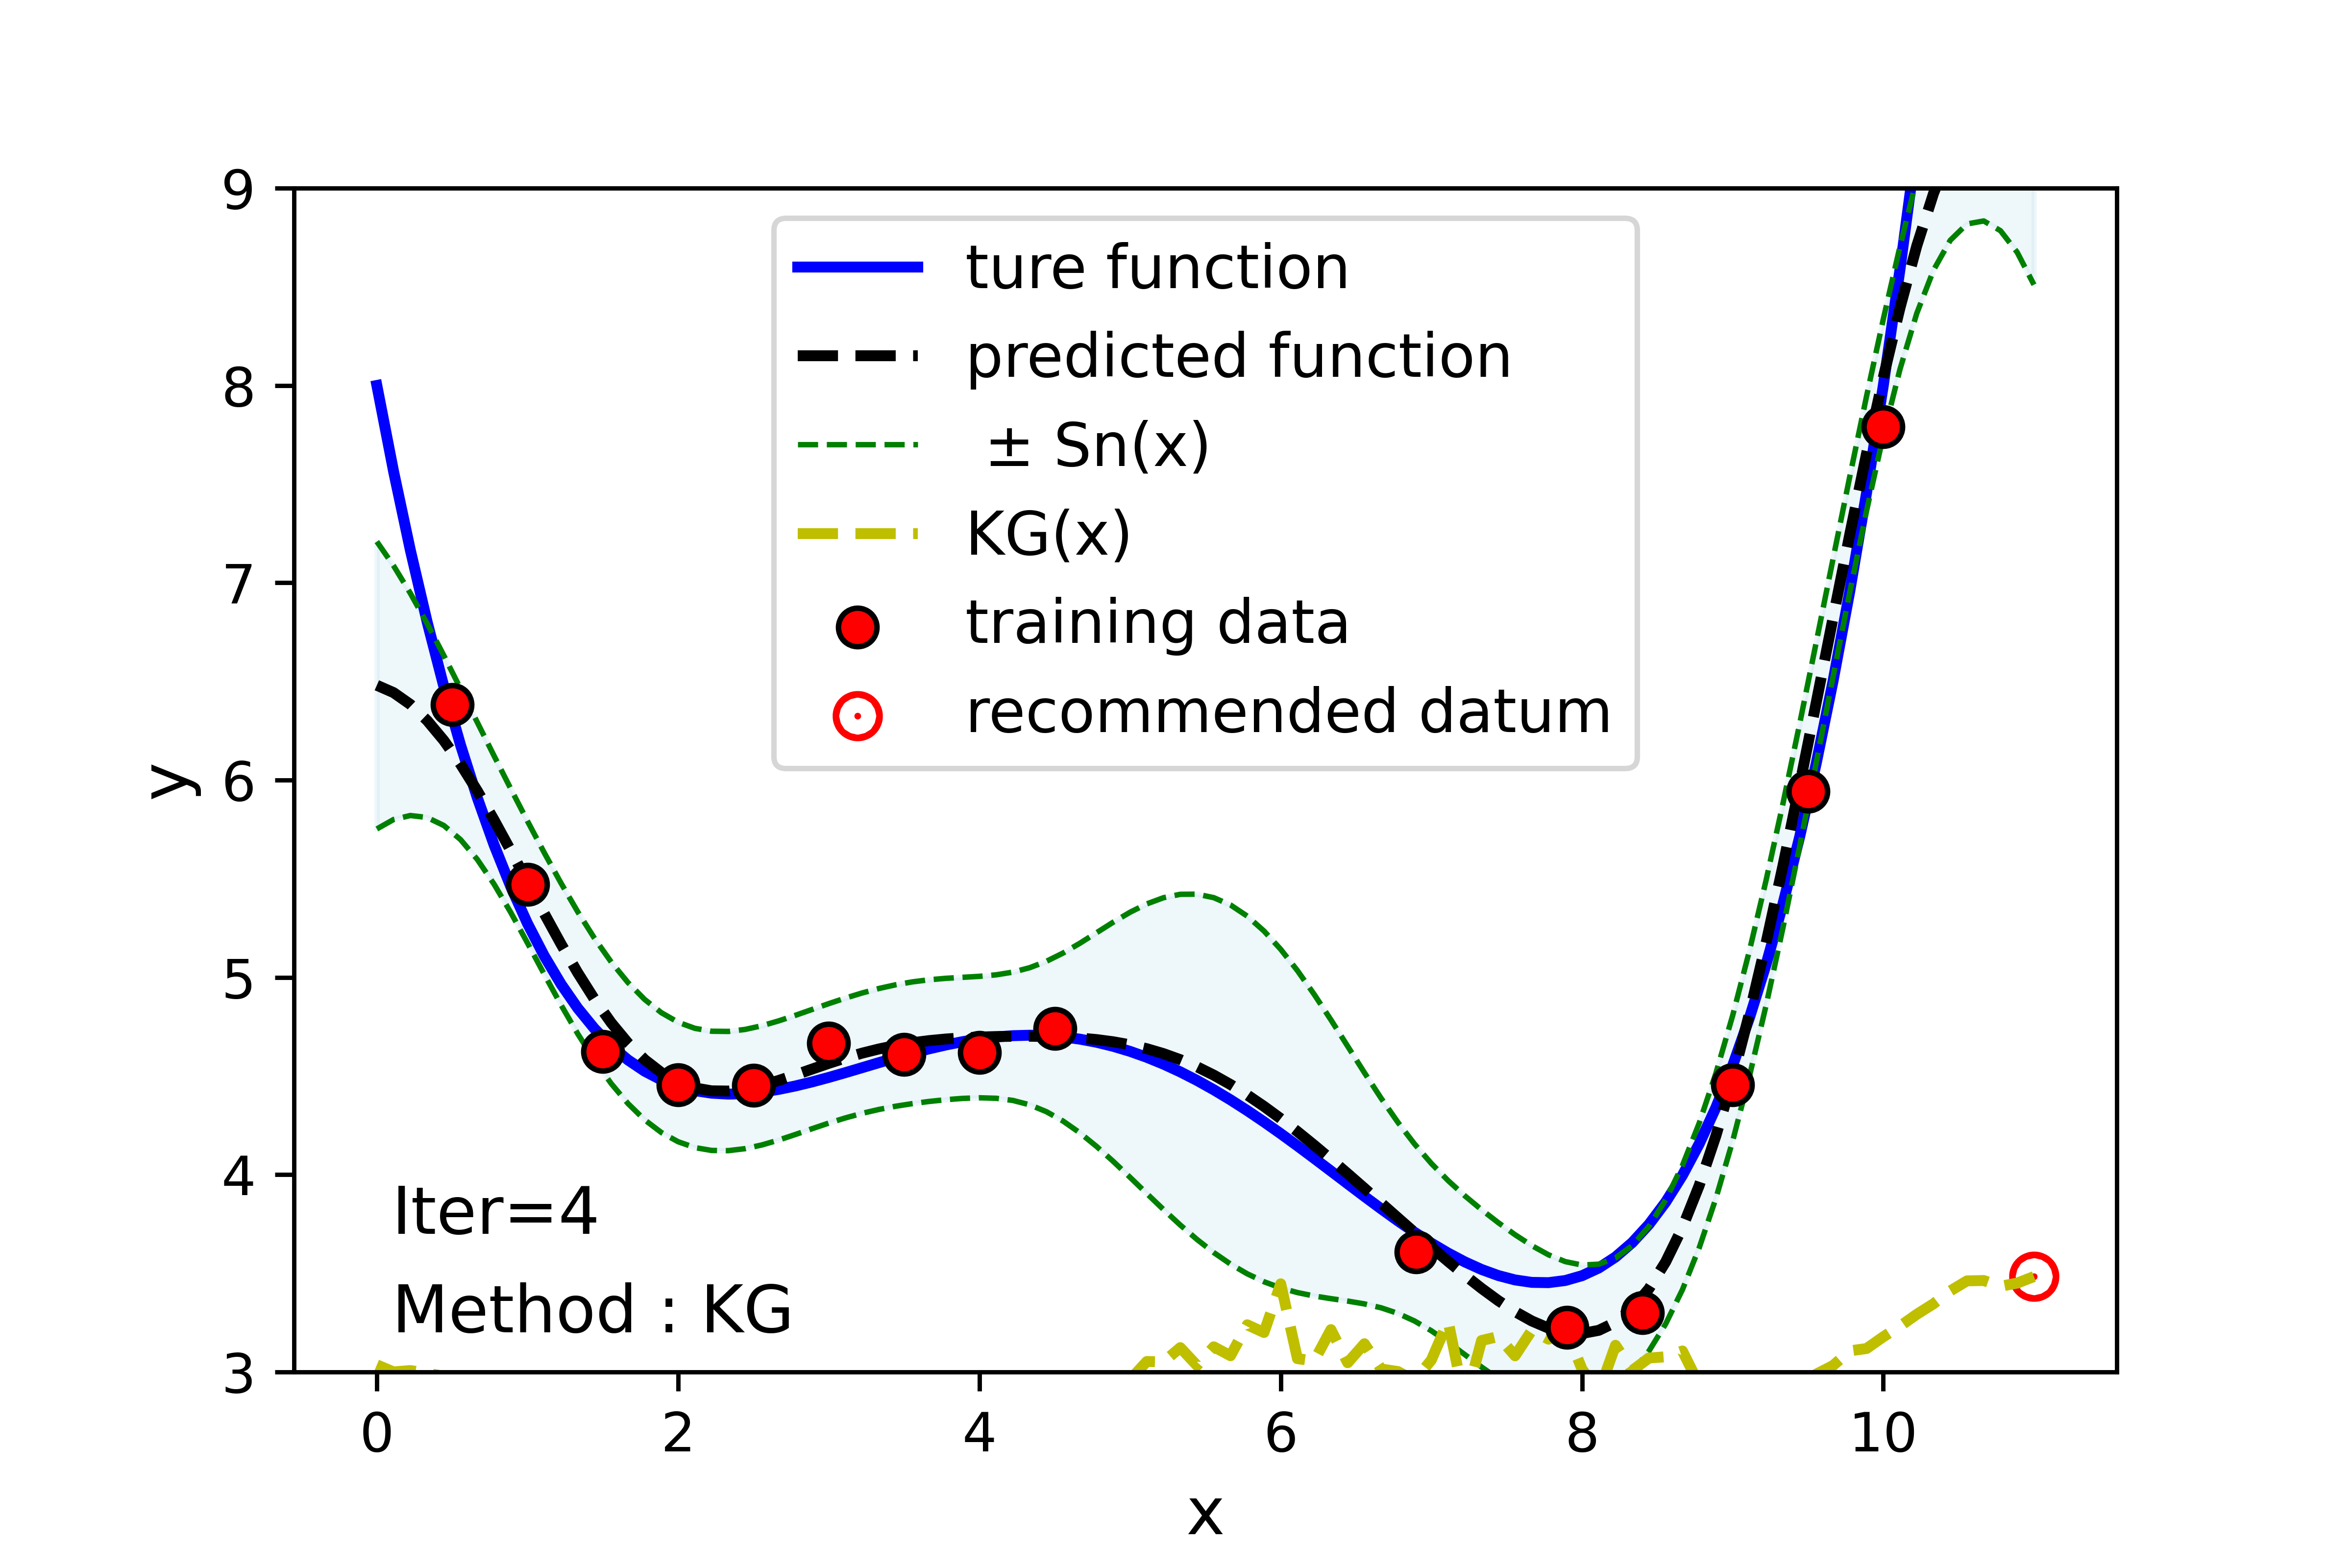 9
8
7
6
5
4
3
y
ture function
predicted function
± Sn(x)
KG(x)
training data
recommended datum
Iter=4
Method : KG
0 2 4 6 8 10
x